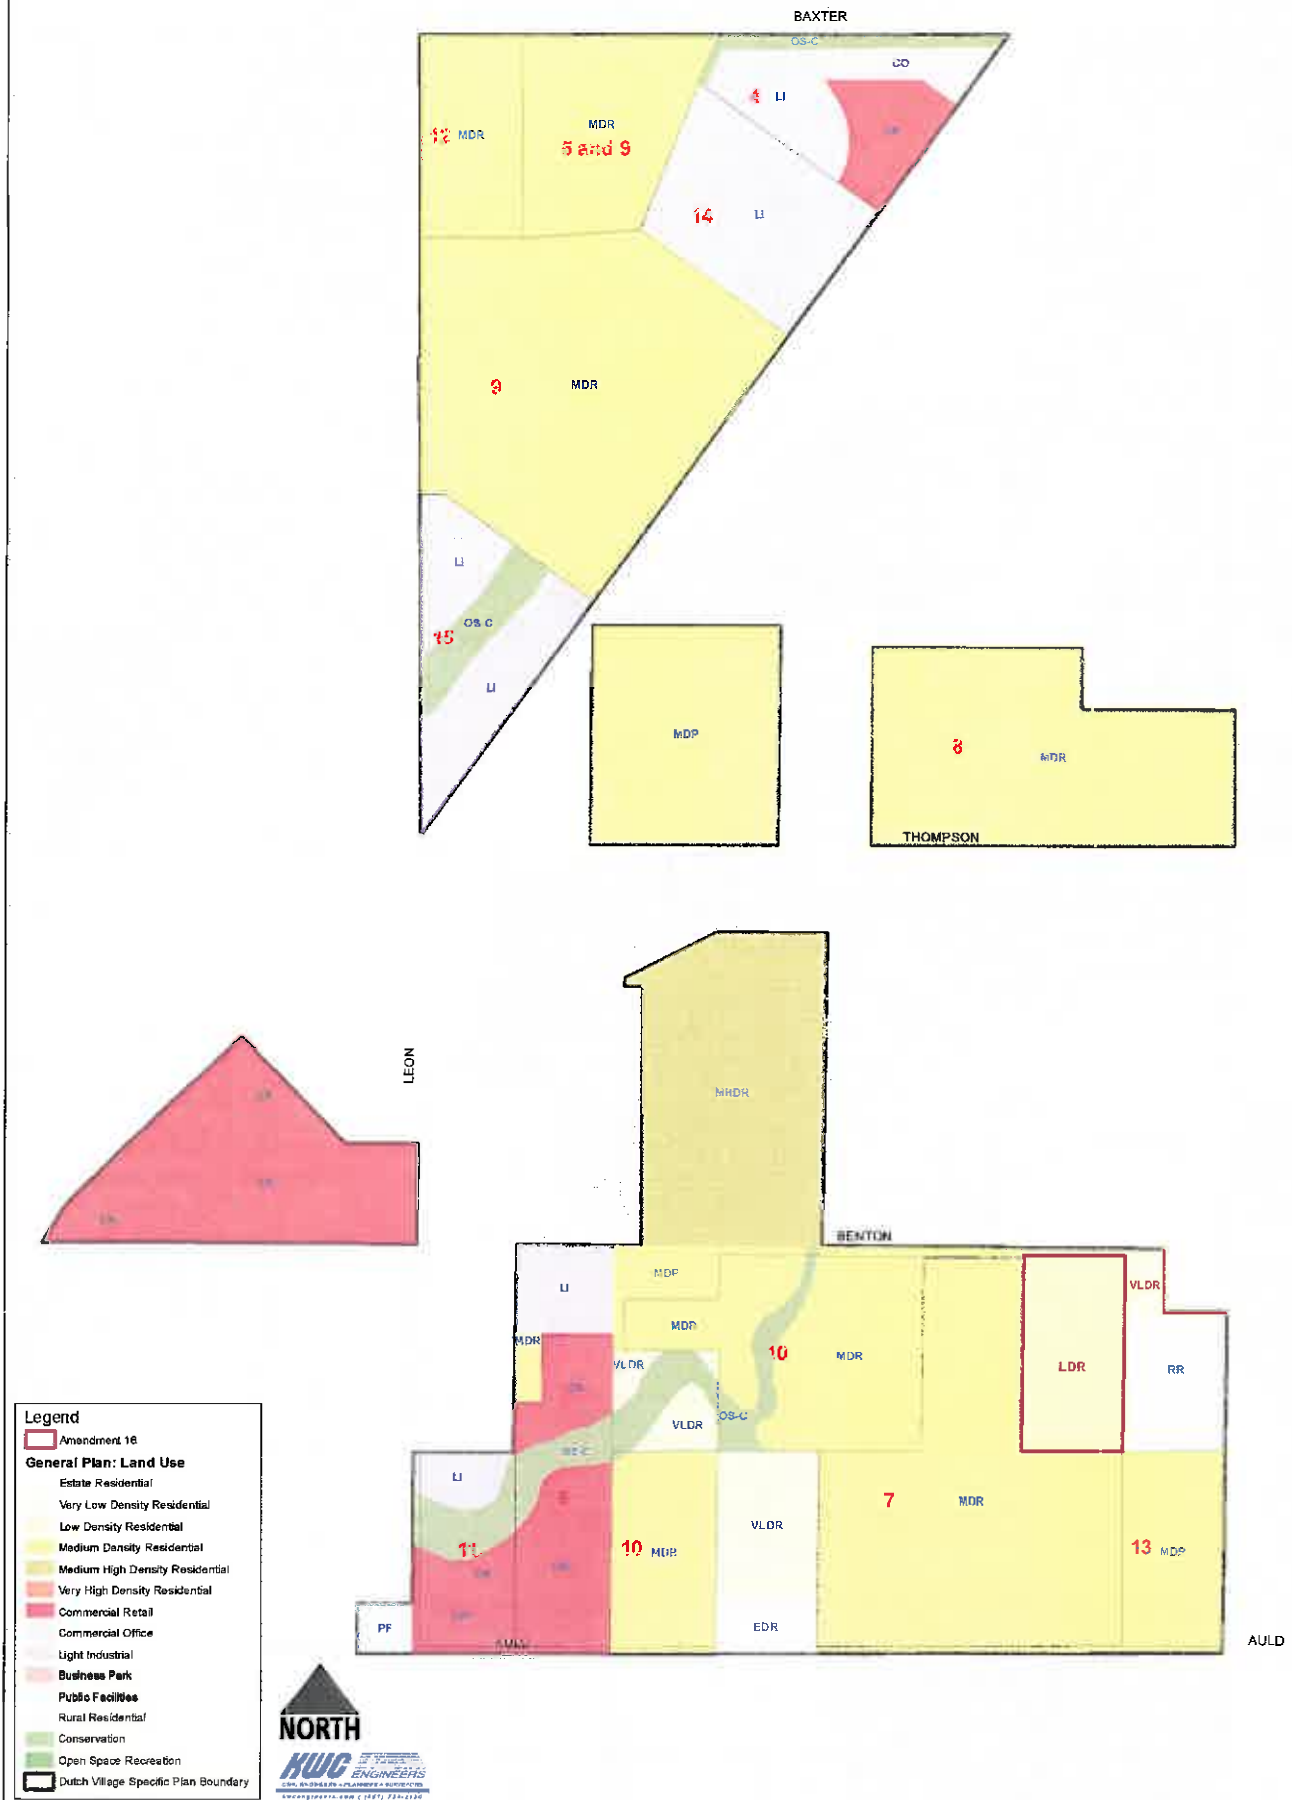 BAXTER
OS-C
CO
4 LI
12 MDR
MDR
5 and 9
14 LI
9 MDR
LI
OS-C
15
LI
MDP
8
MDR
THOMPSON
LEON
MHDR
BENTON
MDP
LI
VLDR
MDR
MDR
10
MDR
VLDR
LDR
RR
OS-C
VLDR
LI
7
MDR
VLDR
11
10 MDR
13 MDP
PF
EDR
AULD
Legend
Amendment 16
General Plan: Land Use
Estate Residential
Very Low Density Residential
Low Density Residential
Medium Density Residential
Medium High Density Residential
Very High Density Residential
Commercial Retail
Commercial Office
Light Industrial
Business Park
Public Facilities
Rural Residential
Conservation
Open Space Recreation
Dutch Village Specific Plan Boundary
NORTH
KWC ENGINEERS